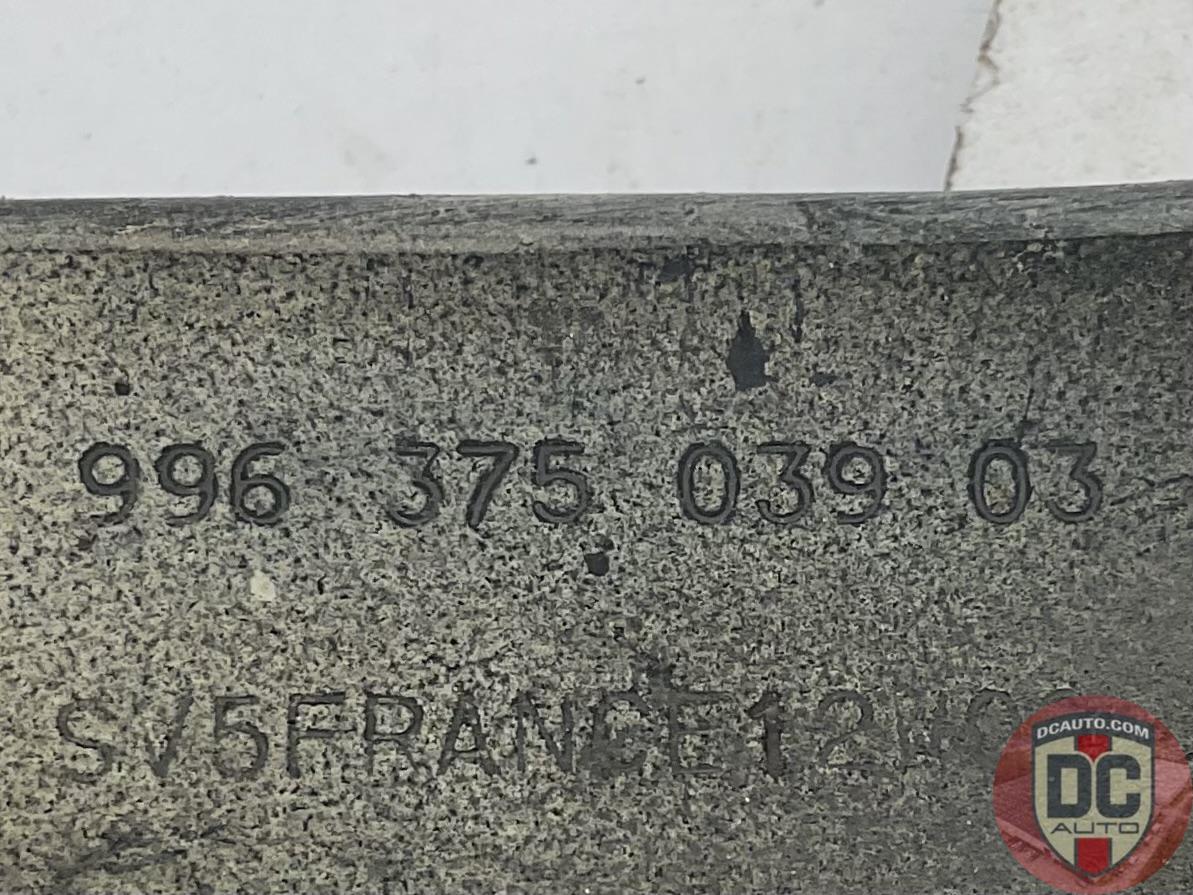 996 375 039 03
SV5FRANCE12
DCAUTO.COM
DC
AUTO